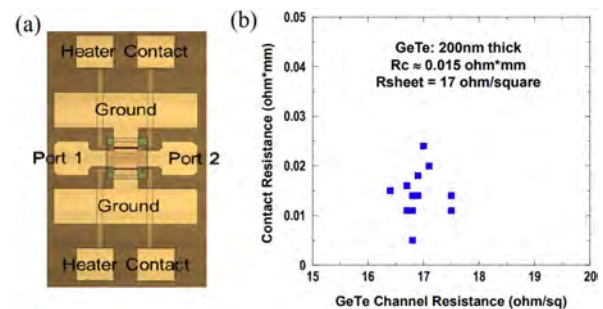 (a)
Heater Contact
Ground
Port 1
Port 2
Ground
Heater Contact
(b)
0.05
0.04
0.03
0.02
0.01
0
GeTe: 200nm thick
Rc ≈ 0.015 ohm*mm
Rsheet = 17 ohm/square
Contact Resistance (ohm*mm)
15 16 17 18 19 20
GeTe Channel Resistance (ohm/sq)